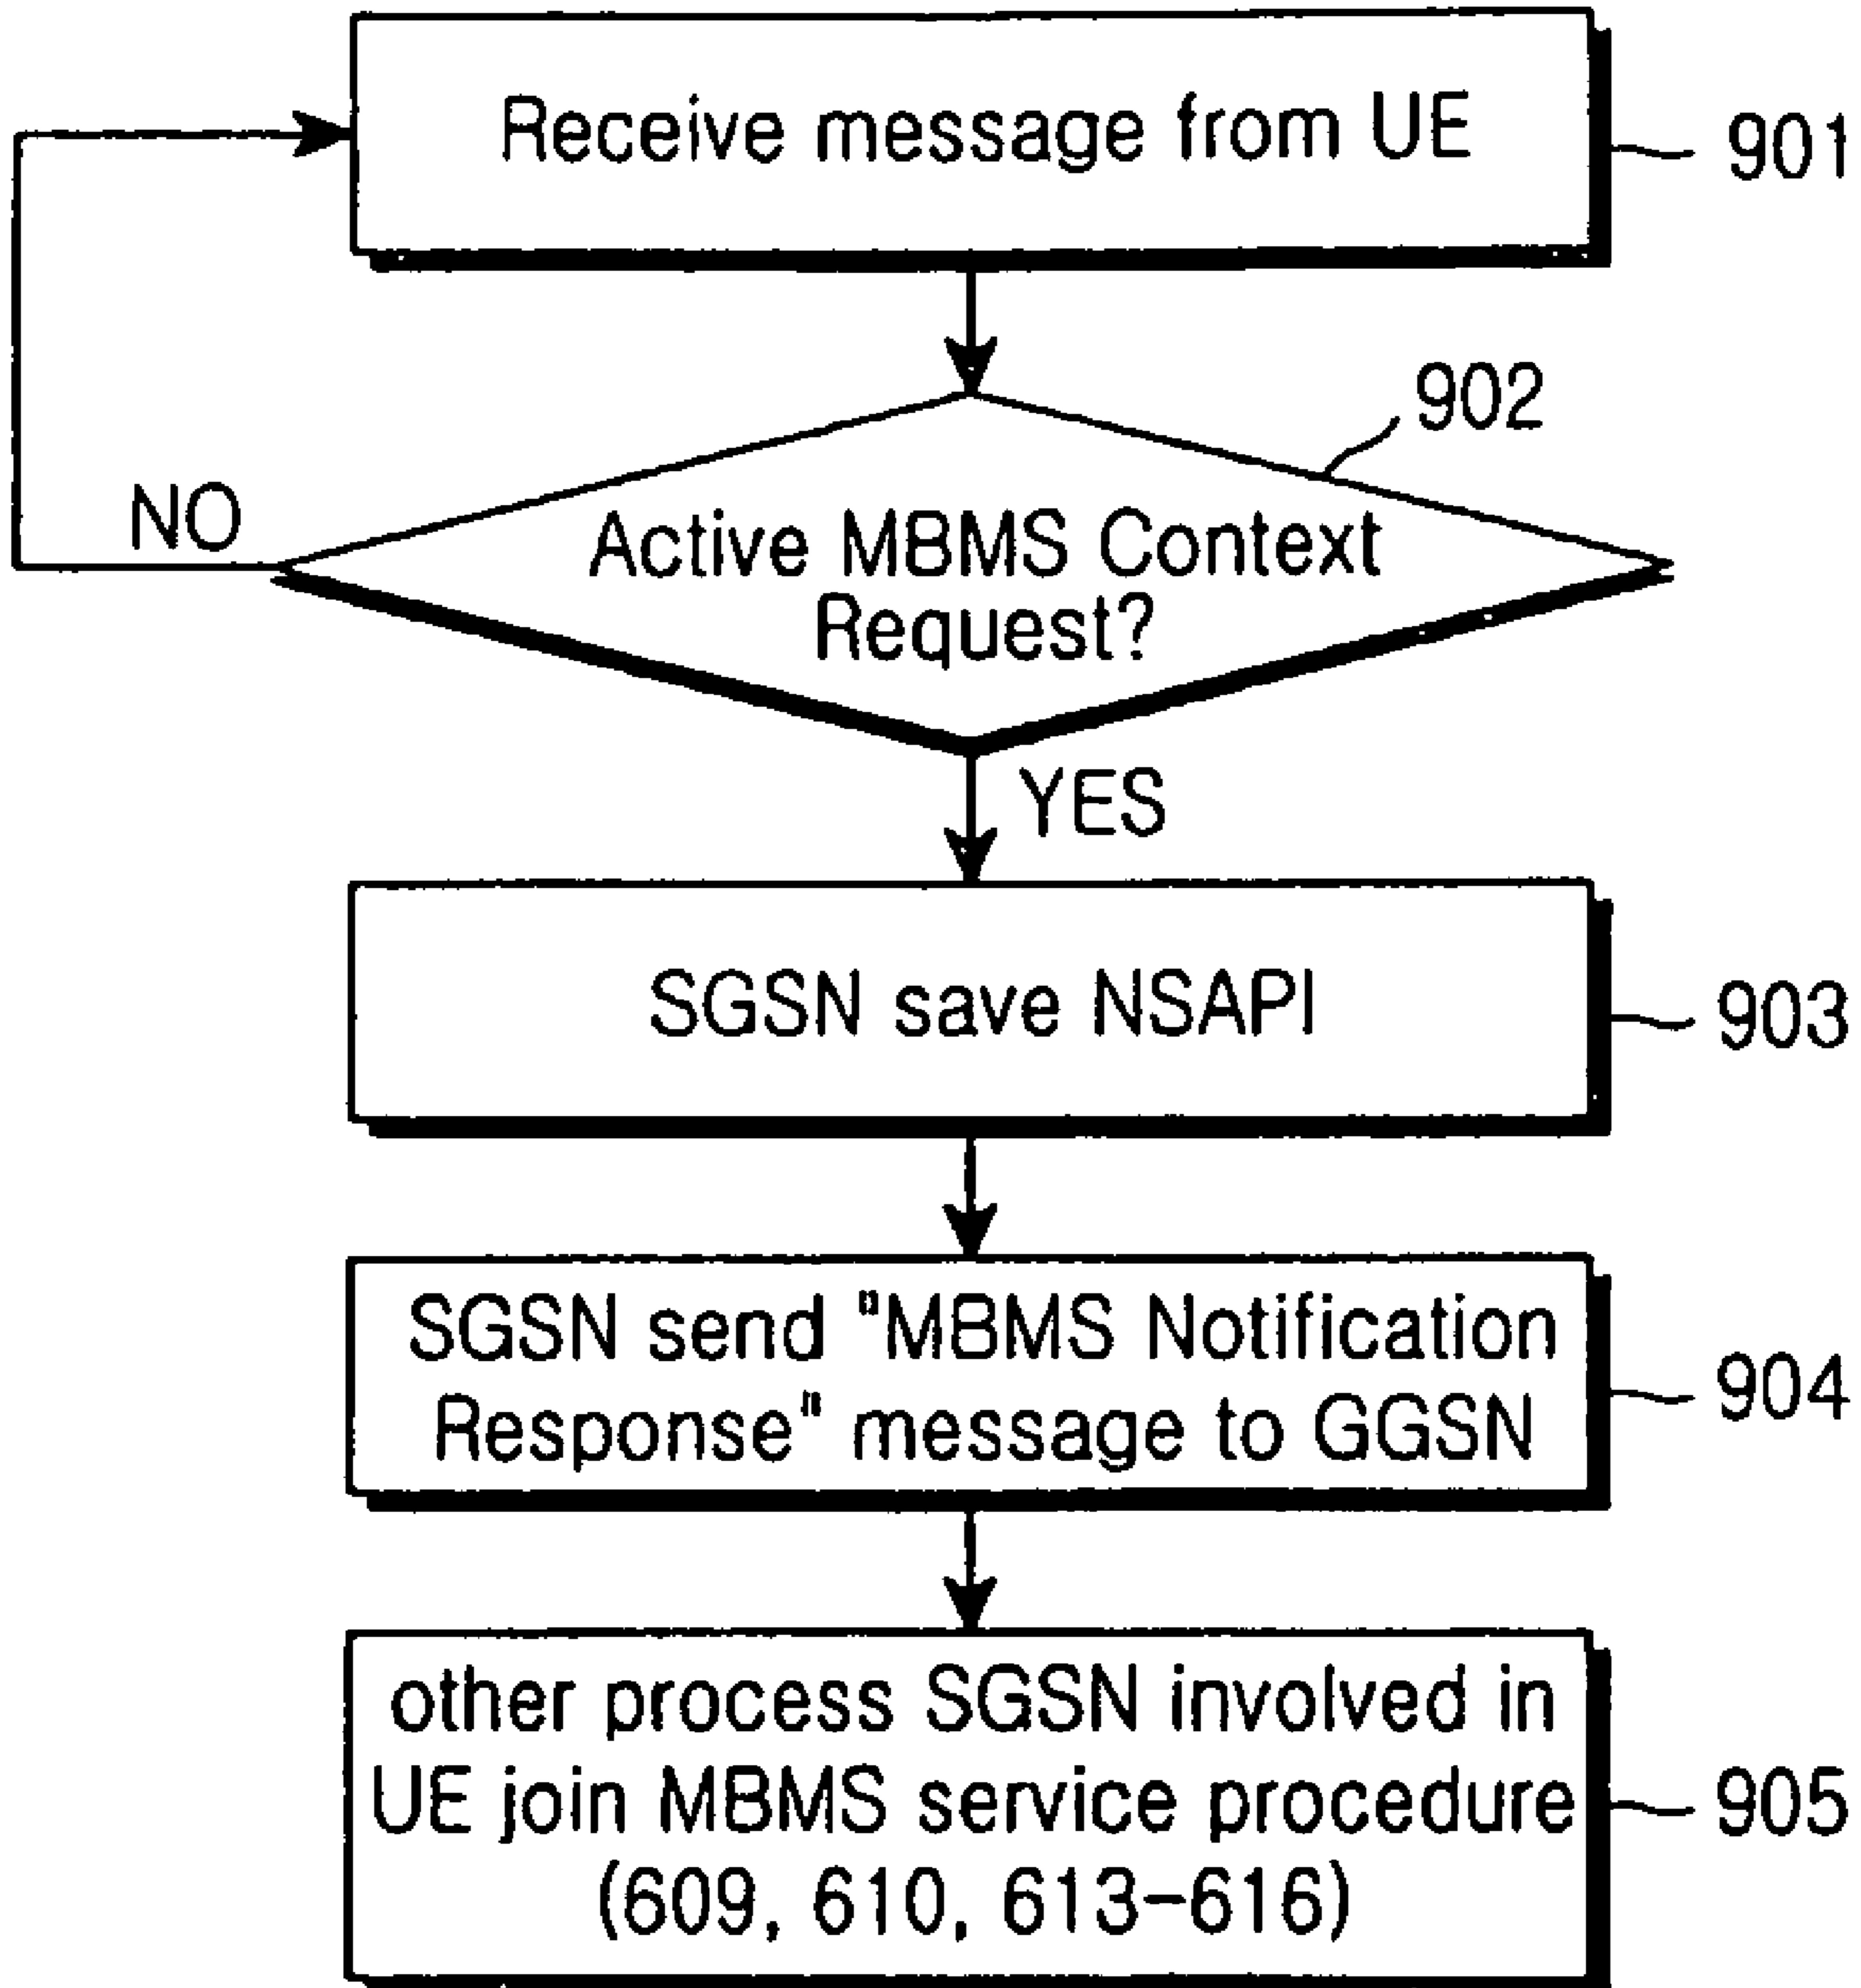 Receive message from UE
901
902
NO
Active MBMS Context
Request?
YES
SGSN save NSAPI
903
SGSN send "MBMS Notification
Response" message to GGSN
904
other process SGSN involved in
UE join MBMS service procedure
(609, 610, 613-616)
905